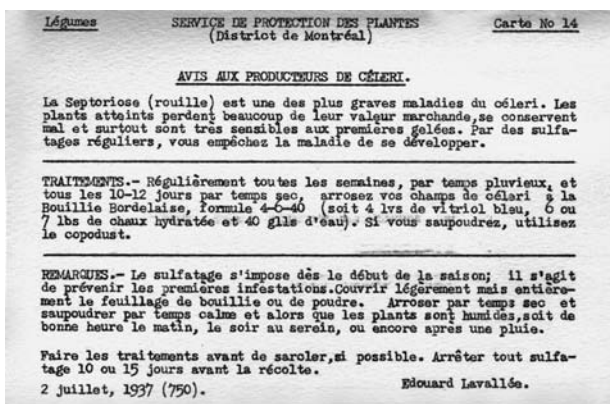 Légumes SERVICE DE PROTECTION DES PLANTES Carte No 14
(District de Montréal)
AVIS AUX PRODUCTEURS DE CÉLERI.
La Septoriose (rouille) est une des plus graves maladies du céleri. Les
plants atteints perdent beaucoup de leur valeur marchande,se conservent
mal et surtout sont très sensibles aux premières gelées. Par des sulfa-
tages réguliers, vous empêchez la maladie de se développer.
TRAITEMENTS.- Régulièrement toutes les semaines, par temps pluvieux, et
tous les 10-12 jours par temps sec, arrosez vos champs de céleri à la
Bouillie Bordelaise, formule 4-6-40 (soit 4 lvs de vitriol bleu, 6 ou
7 lbs de chaux hydratée et 40 glls d'eau). Si vous saupoudrez, utilisez
le copodust.
REMARQUES.- Le sulfatage s'impose dès le début de la saison; il s'agit
de prévenir les premières infestations.Couvrir légèrement mais entière-
ment le feuillage de bouillie ou de poudre. Arroser par temps sec et
saupoudrer par temps calme et alors que les plants sont humides,soit de
bonne heure le matin, le soir au serein, ou encore après une pluie.
Faire les traitements avant de sarcler,si possible. Arrêter tout sulfa-
tage 10 ou 15 jours avant la récolte.
2 juillet, 1937 (750). Edouard Lavallée.